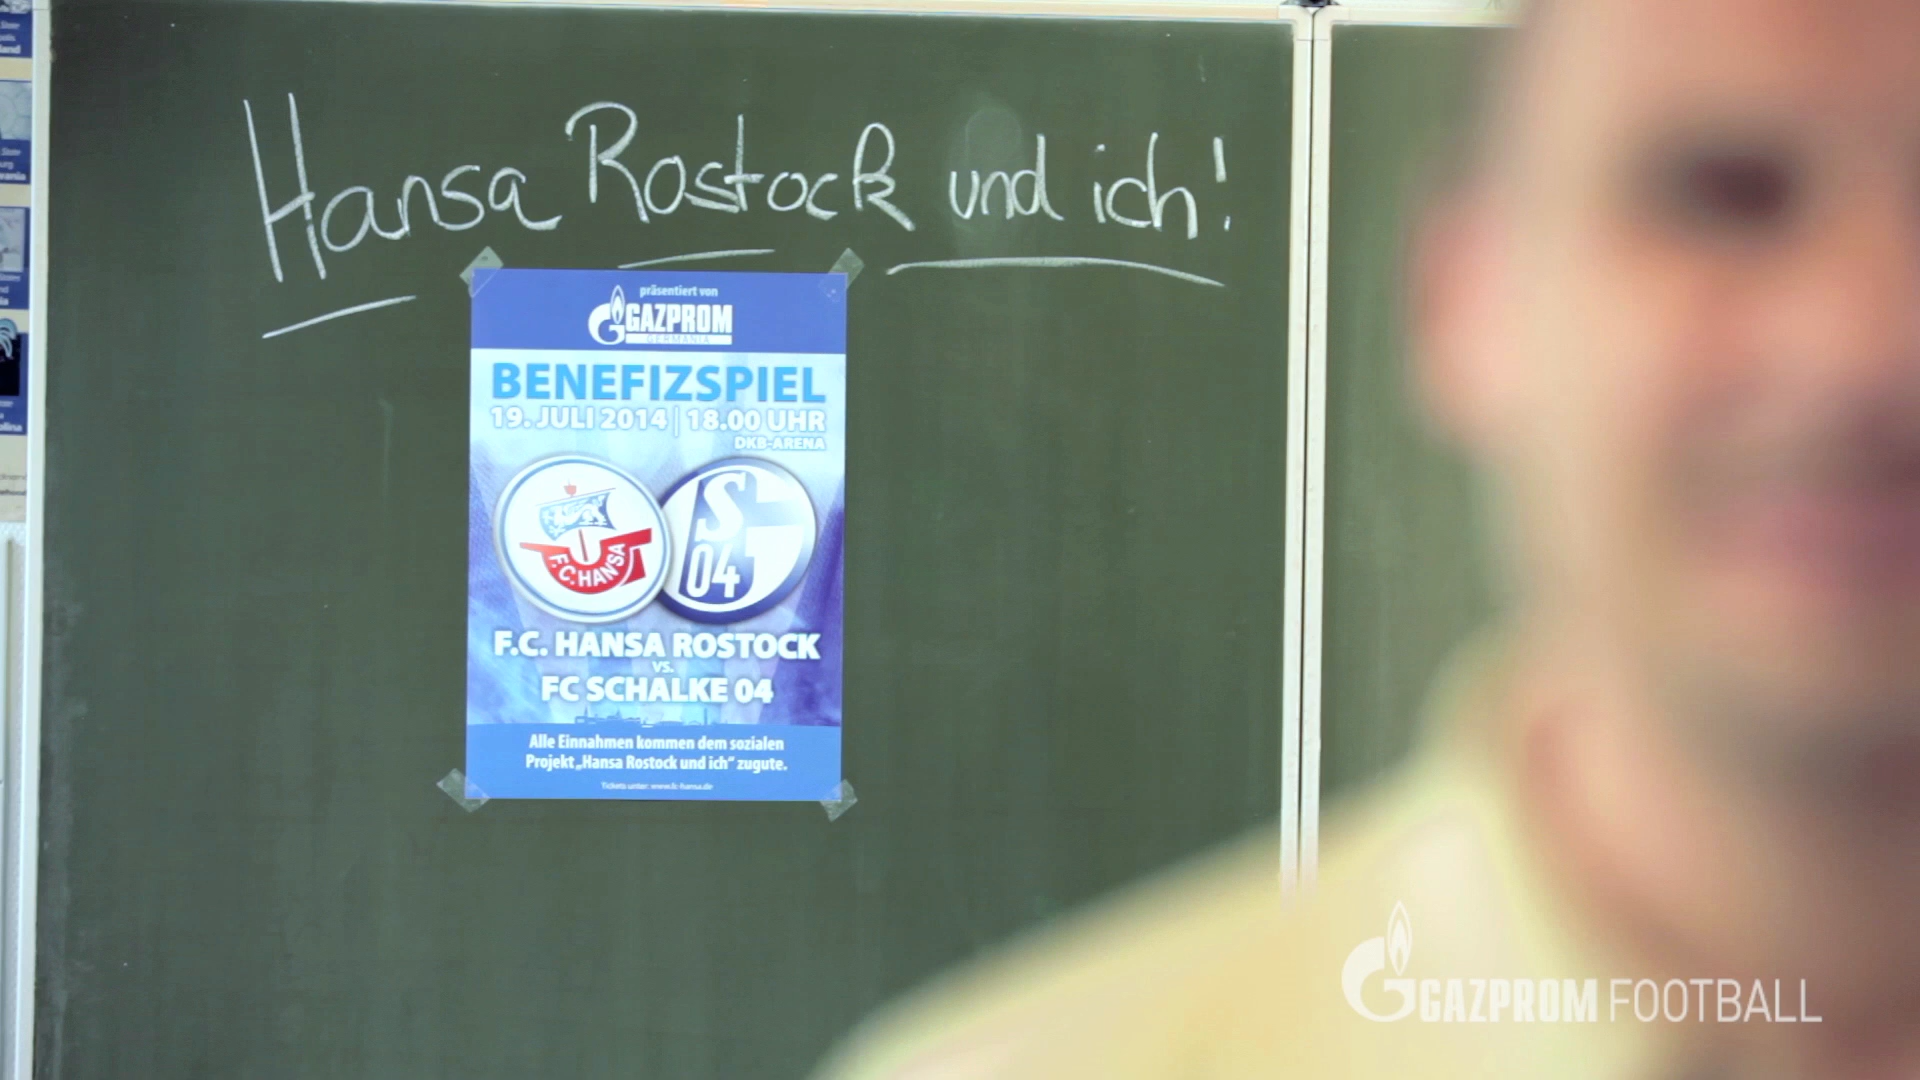 Hansa Rostock und ich!
präsentiert von
GAZPROM
GERMANIA
BENEFIZSPIEL
19. JULI 2014 | 18.00 UHR
DKB-ARENA
F.C. HANSA
S
04
F.C. HANSA ROSTOCK
VS.
FC SCHALKE 04
Alle Einnahmen kommen dem sozialen
Projekt „Hansa Rostock und ich“ zugute.
Tickets unter: www.fc-hansa.de
GAZPROM FOOTBALL